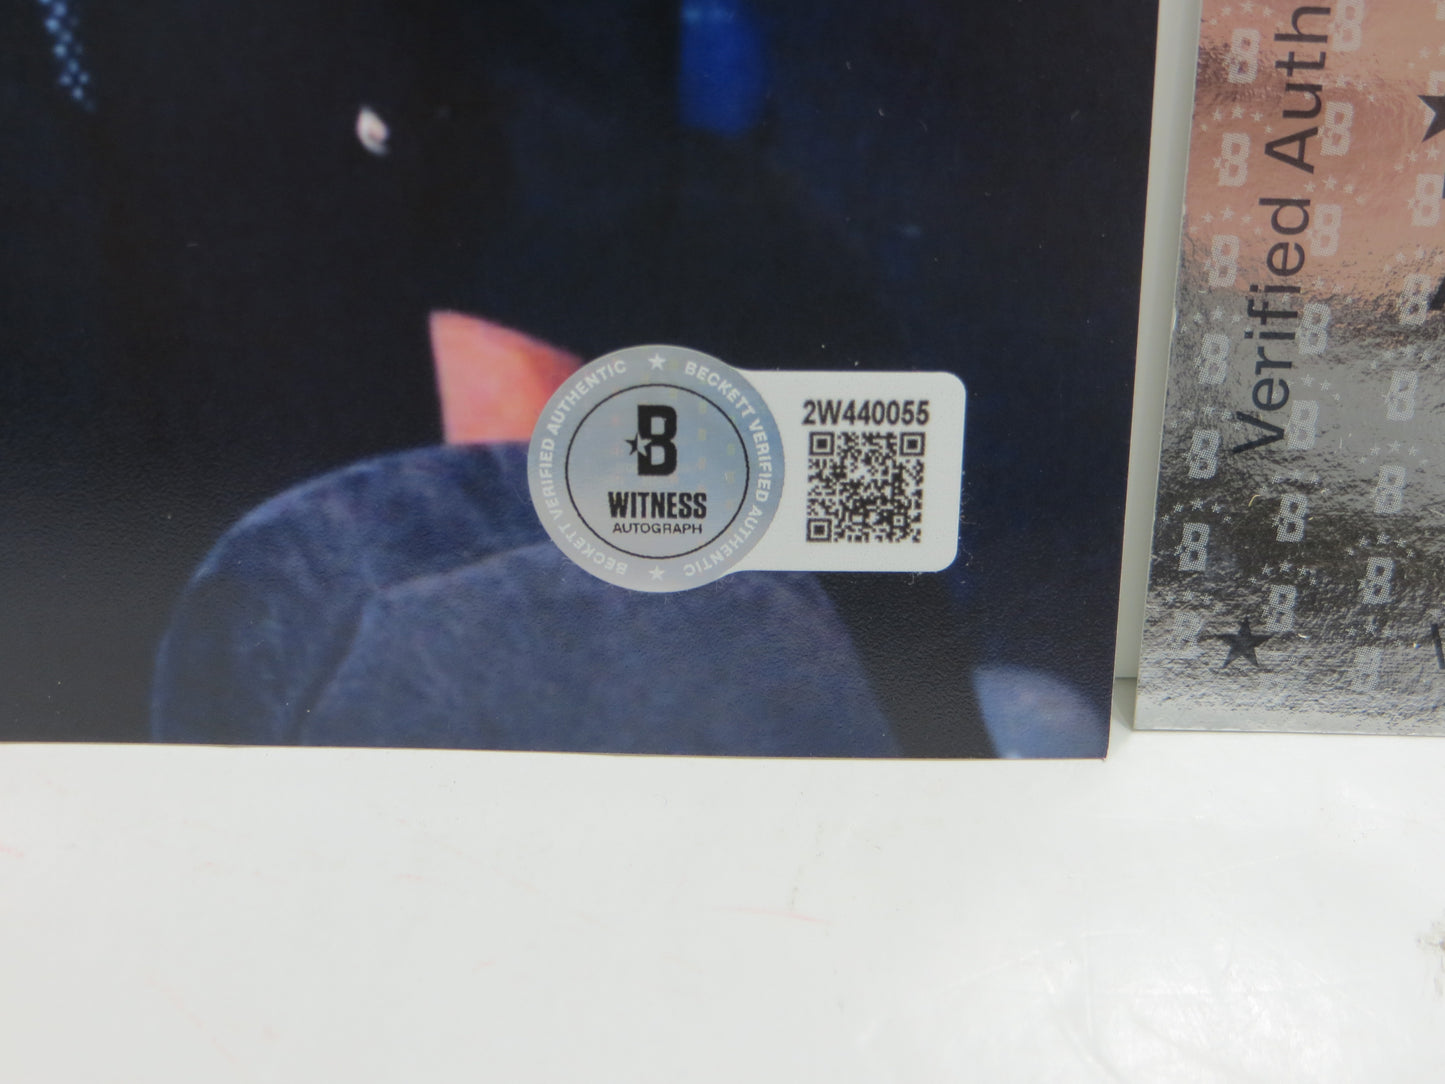 BECKETT VERIFIED AUTHENTIC
BECKETT VERIFIED AUTHENTIC
B
WITNESS
AUTOGRAPH
2W440055
Verified Auth